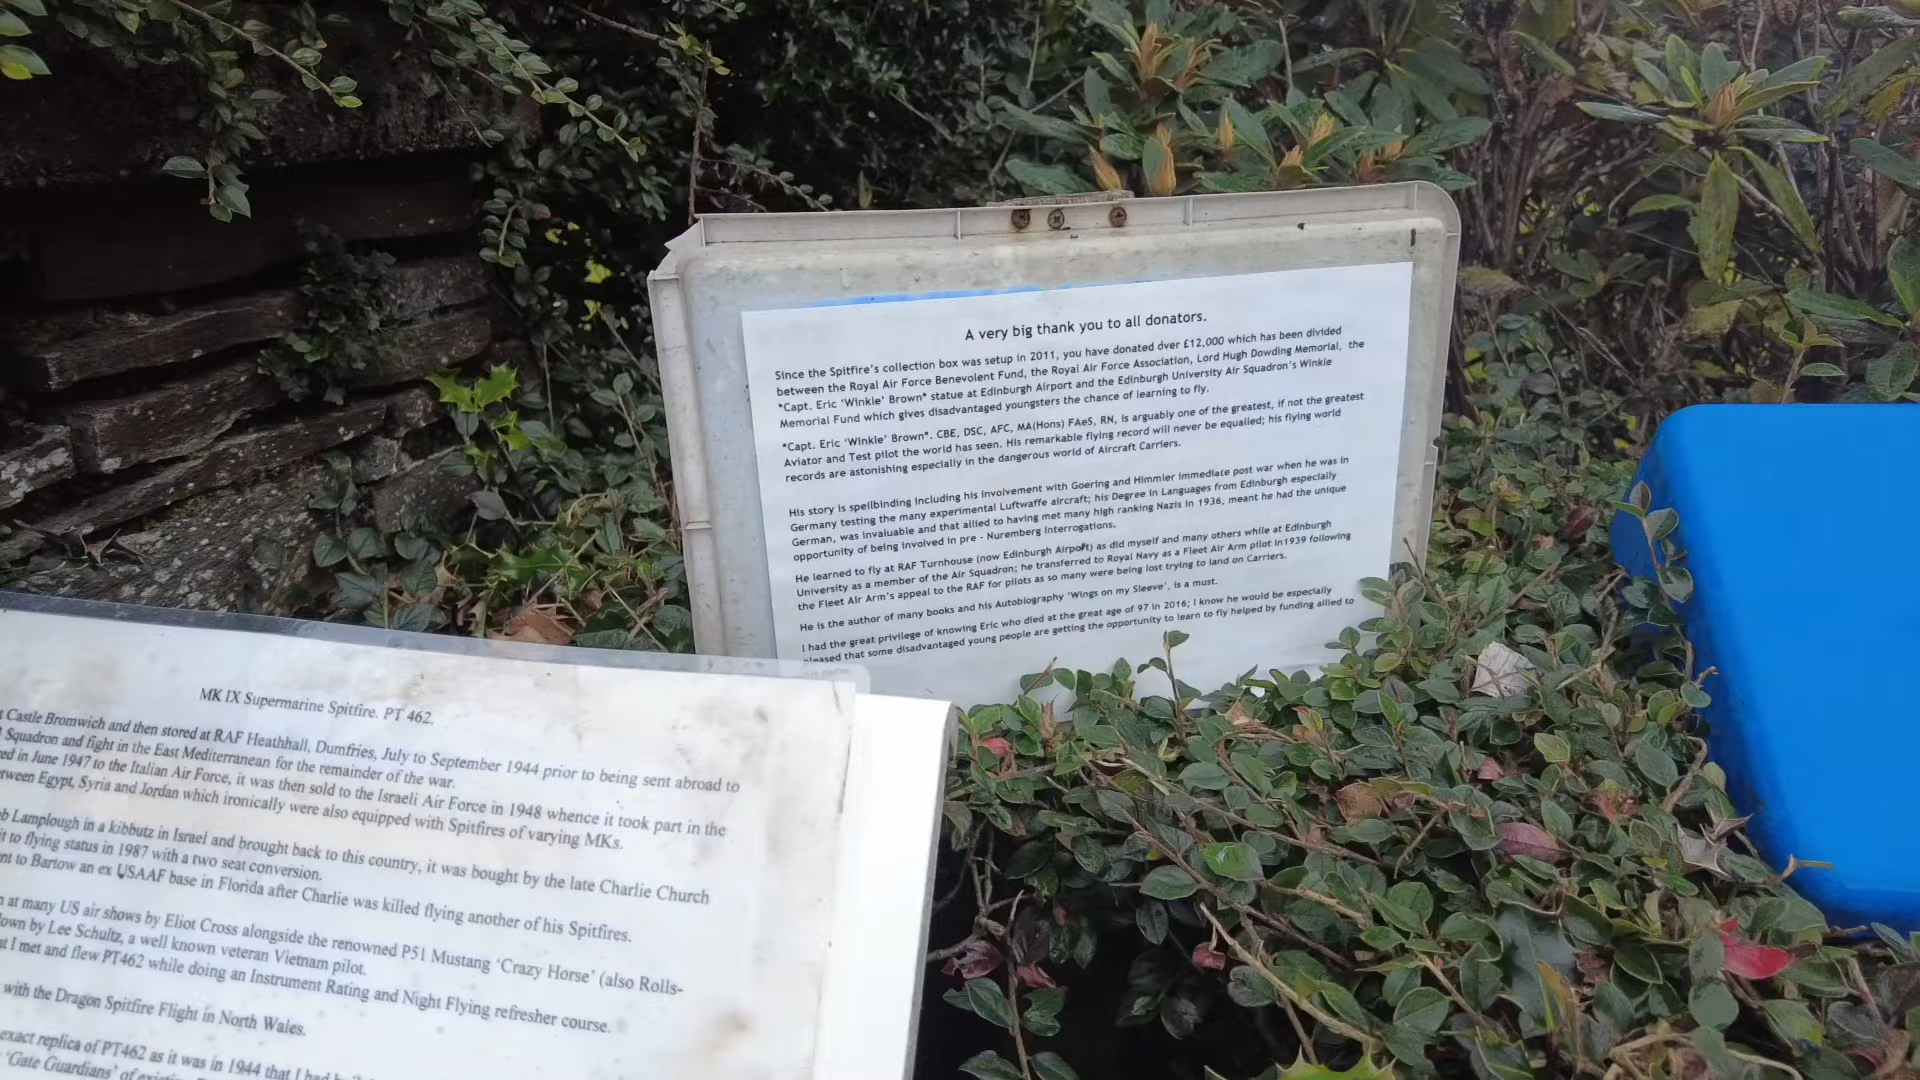 A very big thank you to all donators.
Since the Spitfire's collection box was setup in 2011, you have donated over £12,000 which has been divided
between the Royal Air Force Benevolent Fund, the Royal Air Force Association, Lord Hugh Dowding Memorial, the
*Capt. Eric 'Winkle' Brown* statue at Edinburgh Airport and the Edinburgh University Air Squadron's Winkle
Memorial Fund which gives disadvantaged youngsters the chance of learning to fly.
*Capt. Eric 'Winkle' Brown*. CBE, DSC, AFC, MA(Hons) FAeS, RN, is arguably one of the greatest, if not the greatest
Aviator and Test pilot the world has seen. His remarkable flying record will never be equalled; his flying world
records are astonishing especially in the dangerous world of Aircraft Carriers.
His story is spellbinding including his involvement with Goering and Himmler immediate post war when he was in
Germany testing the many experimental Luftwaffe aircraft; his Degree in Languages from Edinburgh especially
German, was invaluable and that allied to having met many high ranking Nazis in 1936, meant he had the unique
opportunity of being involved in pre - Nuremberg interrogations.
He learned to fly at RAF Turnhouse (now Edinburgh Airport) as did myself and many others while at Edinburgh
University as a member of the Air Squadron; he transferred to Royal Navy as a Fleet Air Arm pilot in1939 following
the Fleet Air Arm's appeal to the RAF for pilots as so many were being lost trying to land on Carriers.
He is the author of many books and his Autobiography 'Wings on my Sleeve', is a must.
I had the great privilege of knowing Eric who died at the great age of 97 in 2016; I know he would be especially
pleased that some disadvantaged young people are getting the opportunity to learn to fly helped by funding allied to
MK IX Supermarine Spitfire. PT 462.
Castle Bromwich and then stored at RAF Heathhall, Dumfries, July to September 1944 prior to being sent abroad to
Squadron and fight in the East Mediterranean for the remainder of the war.
in June 1947 to the Italian Air Force, it was then sold to the Israeli Air Force in 1948 whence it took part in the
Egypt, Syria and Jordan which ironically were also equipped with Spitfires of varying MKs.
Lamplough in a kibbutz in Israel and brought back to this country, it was bought by the late Charlie Church
it to flying status in 1987 with a two seat conversion.
to Bartow an ex USAAF base in Florida after Charlie was killed flying another of his Spitfires.
at many US air shows by Eliot Cross alongside the renowned P51 Mustang 'Crazy Horse' (also Rolls-
by Lee Schultz, a well known veteran Vietnam pilot.
I met and flew PT462 while doing an Instrument Rating and Night Flying refresher course.
with the Dragon Spitfire Flight in North Wales.
exact replica of PT462 as it was in 1944 that I had
'Gate Guardians' of